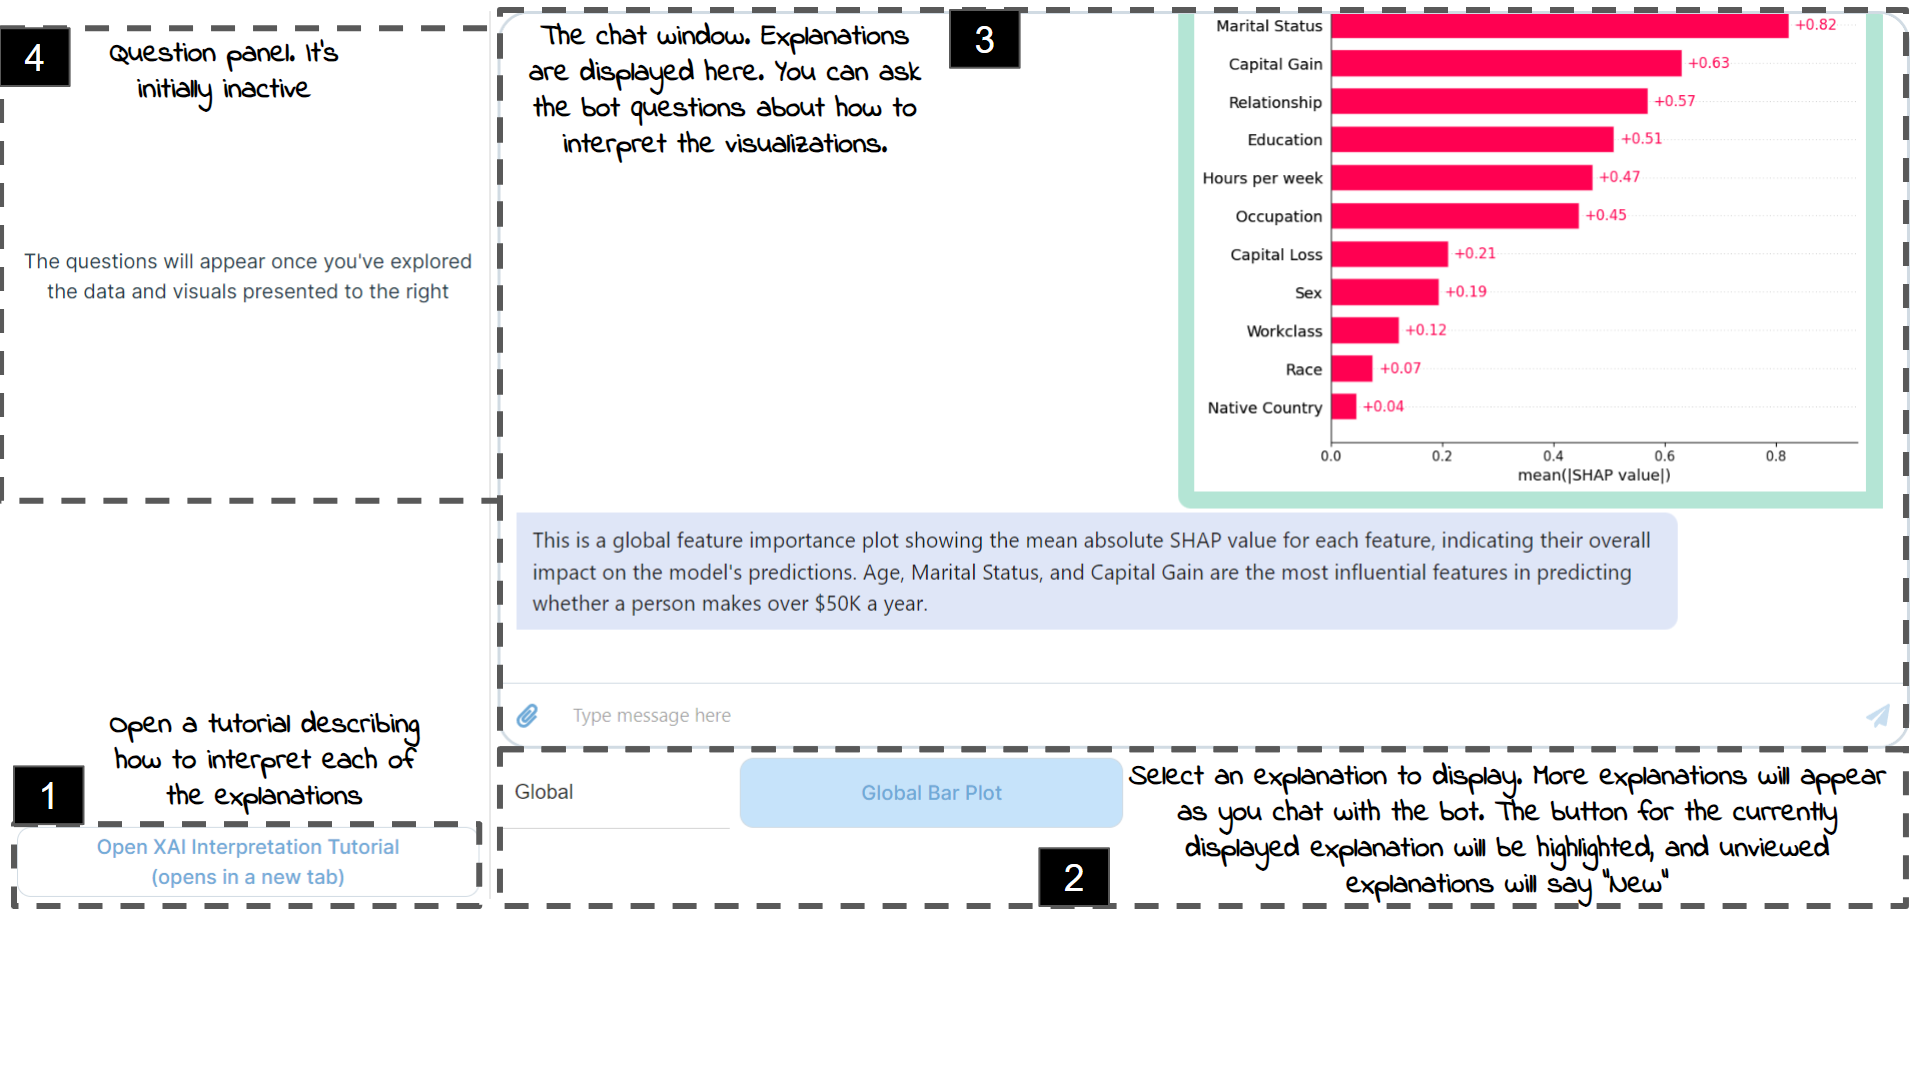 4
Question panel. It's
initially inactive
The questions will appear once you've explored
the data and visuals presented to the right
Open a tutorial describing
how to interpret each of
the explanations
1
Open XAI Interpretation Tutorial
(opens in a new tab)
The chat window. Explanations
are displayed here. You can ask
the bot questions about how to
interpret the visualizations.
3
Marital Status +0.82
Capital Gain +0.63
Relationship +0.57
Education +0.51
Hours per week +0.47
Occupation +0.45
Capital Loss +0.21
Sex +0.19
Workclass +0.12
Race +0.07
Native Country +0.04
0.0 0.2 0.4 0.6 0.8
mean(|SHAP value|)
This is a global feature importance plot showing the mean absolute SHAP value for each feature, indicating their overall
impact on the model's predictions. Age, Marital Status, and Capital Gain are the most influential features in predicting
whether a person makes over $50K a year.
Type message here
Global
Global Bar Plot
Select an explanation to display. More explanations will appear
as you chat with the bot. The button for the currently
displayed explanation will be highlighted, and unviewed
explanations will say "New"
2